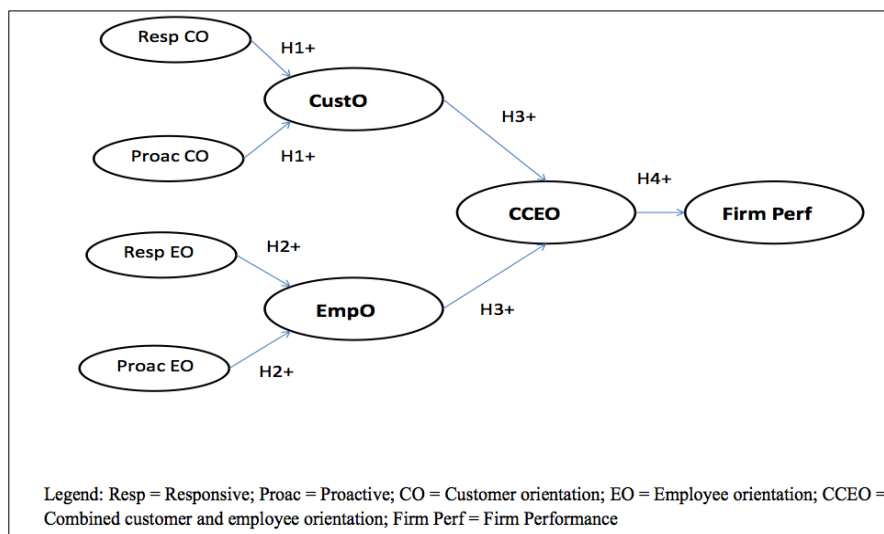 Resp CO
H1+
CustO
Proac CO
H1+
H3+
CCEO
H4+
Firm Perf
Resp EO
H2+
EmpO
H3+
Proac EO
H2+
Legend: Resp = Responsive; Proac = Proactive; CO = Customer orientation; EO = Employee orientation; CCEO =
Combined customer and employee orientation; Firm Perf = Firm Performance